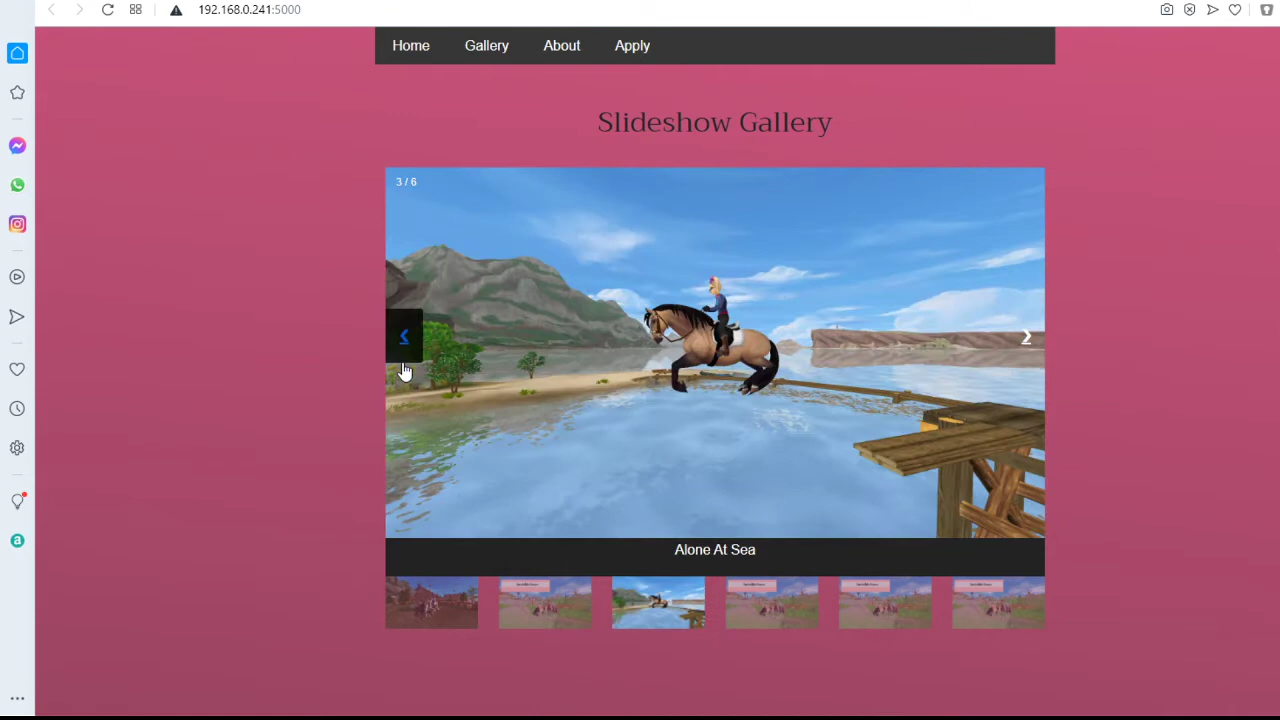 192.168.0.241:5000
Home Gallery About Apply
Slideshow Gallery
3 / 6
Alone At Sea